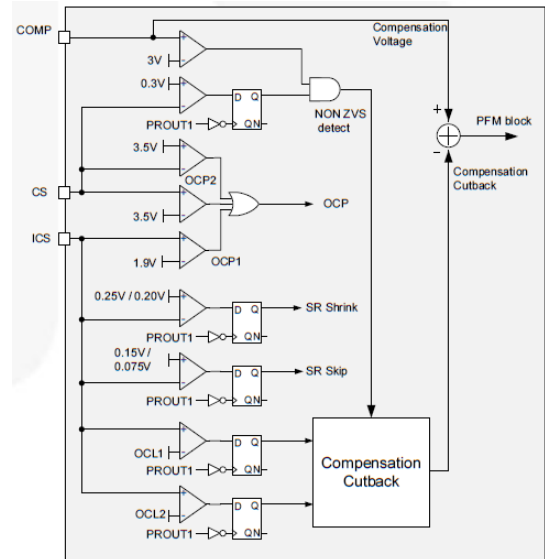 COMP
Compensation
Voltage
3V
0.3V
D Q
QN
PROUT1
NON ZVS
detect
+
-
PFM block
Compensation
Cutback
3.5V
OCP2
CS
OCP
3.5V
ICS
OCP1
1.9V
0.25V / 0.20V
D Q
SR Shrink
PROUT1
QN
0.15V /
0.075V
D Q
SR Skip
PROUT1
QN
D Q
OCL1
PROUT1
QN
Compensation
Cutback
D Q
OCL2
PROUT1
QN